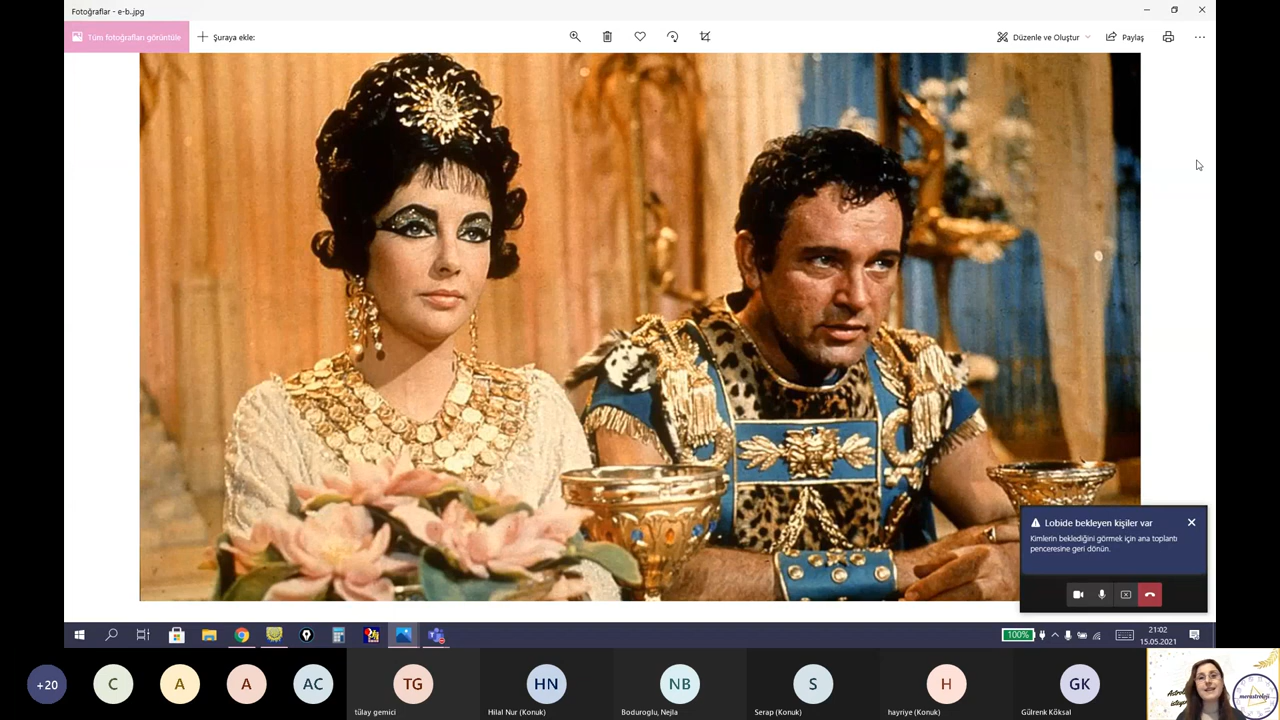 Fotoğraflar - e-b.jpg
Tüm fotoğrafları görüntüle
Şuraya ekle:
Düzenle ve Oluştur
Paylaş
Lobide bekleyen kişiler var
Kimlerin beklediğini görmek için ana toplantı
penceresine geri dönün.
100%
21:02
15.05.2021
+20
C
A
A
AC
TG
HN
NB
S
H
GK
tülay gemici
Hilal Nur (Konuk)
Boduroglu, Nejla
Serap (Konuk)
hayriye (Konuk)
Gülrenk Köksal